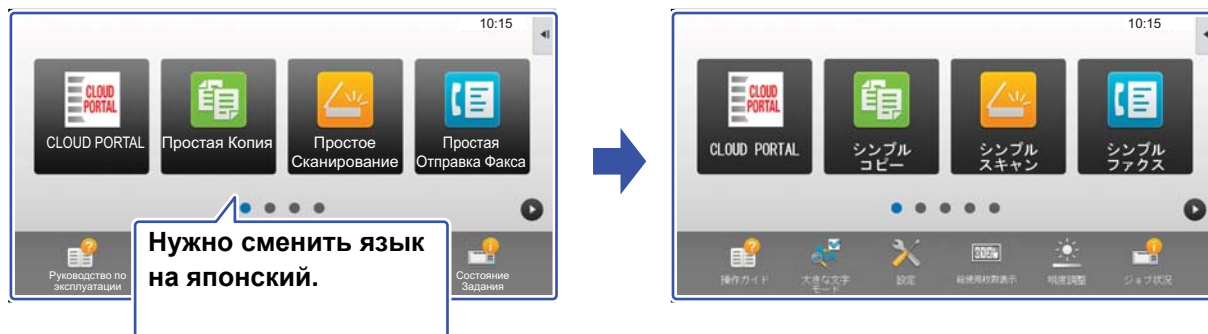 10:15
CLOUD
PORTAL
CLOUD PORTAL
Простая Копия
Простое
Сканирование
Простая
Отправка Факса
Нужно сменить язык
на японский.
Руководство по
эксплуатации
Состояние
Задания
10:15
CLOUD
PORTAL
CLOUD PORTAL
シンプル
コピー
シンプル
スキャン
シンプル
ファクス
操作ガイド
大きな文字
モード
設定
総使用枚数表示
明度調整
ジョブ状況